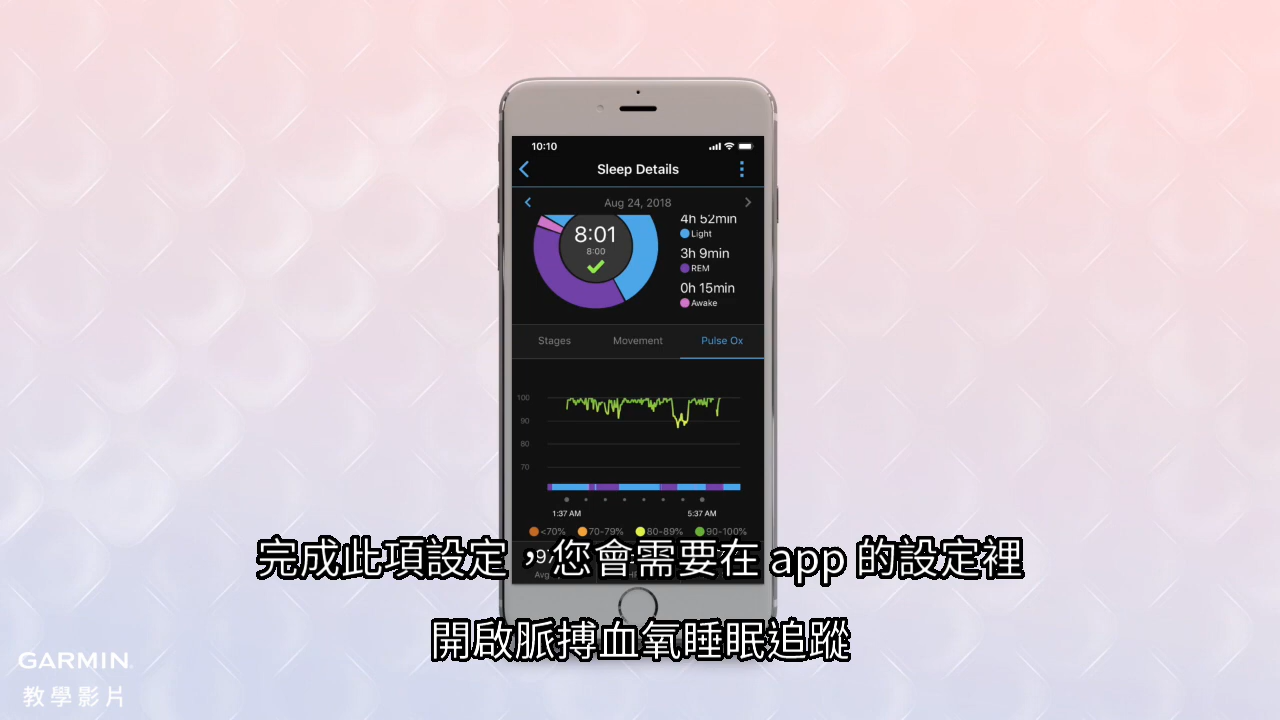 10:10
Sleep Details
Aug 24, 2018
8:01
8:00
4h 52min
Light
3h 9min
REM
0h 15min
Awake
Stages Movement Pulse Ox
100
90
80
70
1:37 AM 5:37 AM
<70% 70-79% 80-89% 90-100%
完成此項設定，您會需要在 app 的設定裡
開啟脈搏血氧睡眠追蹤
GARMIN.
教學影片